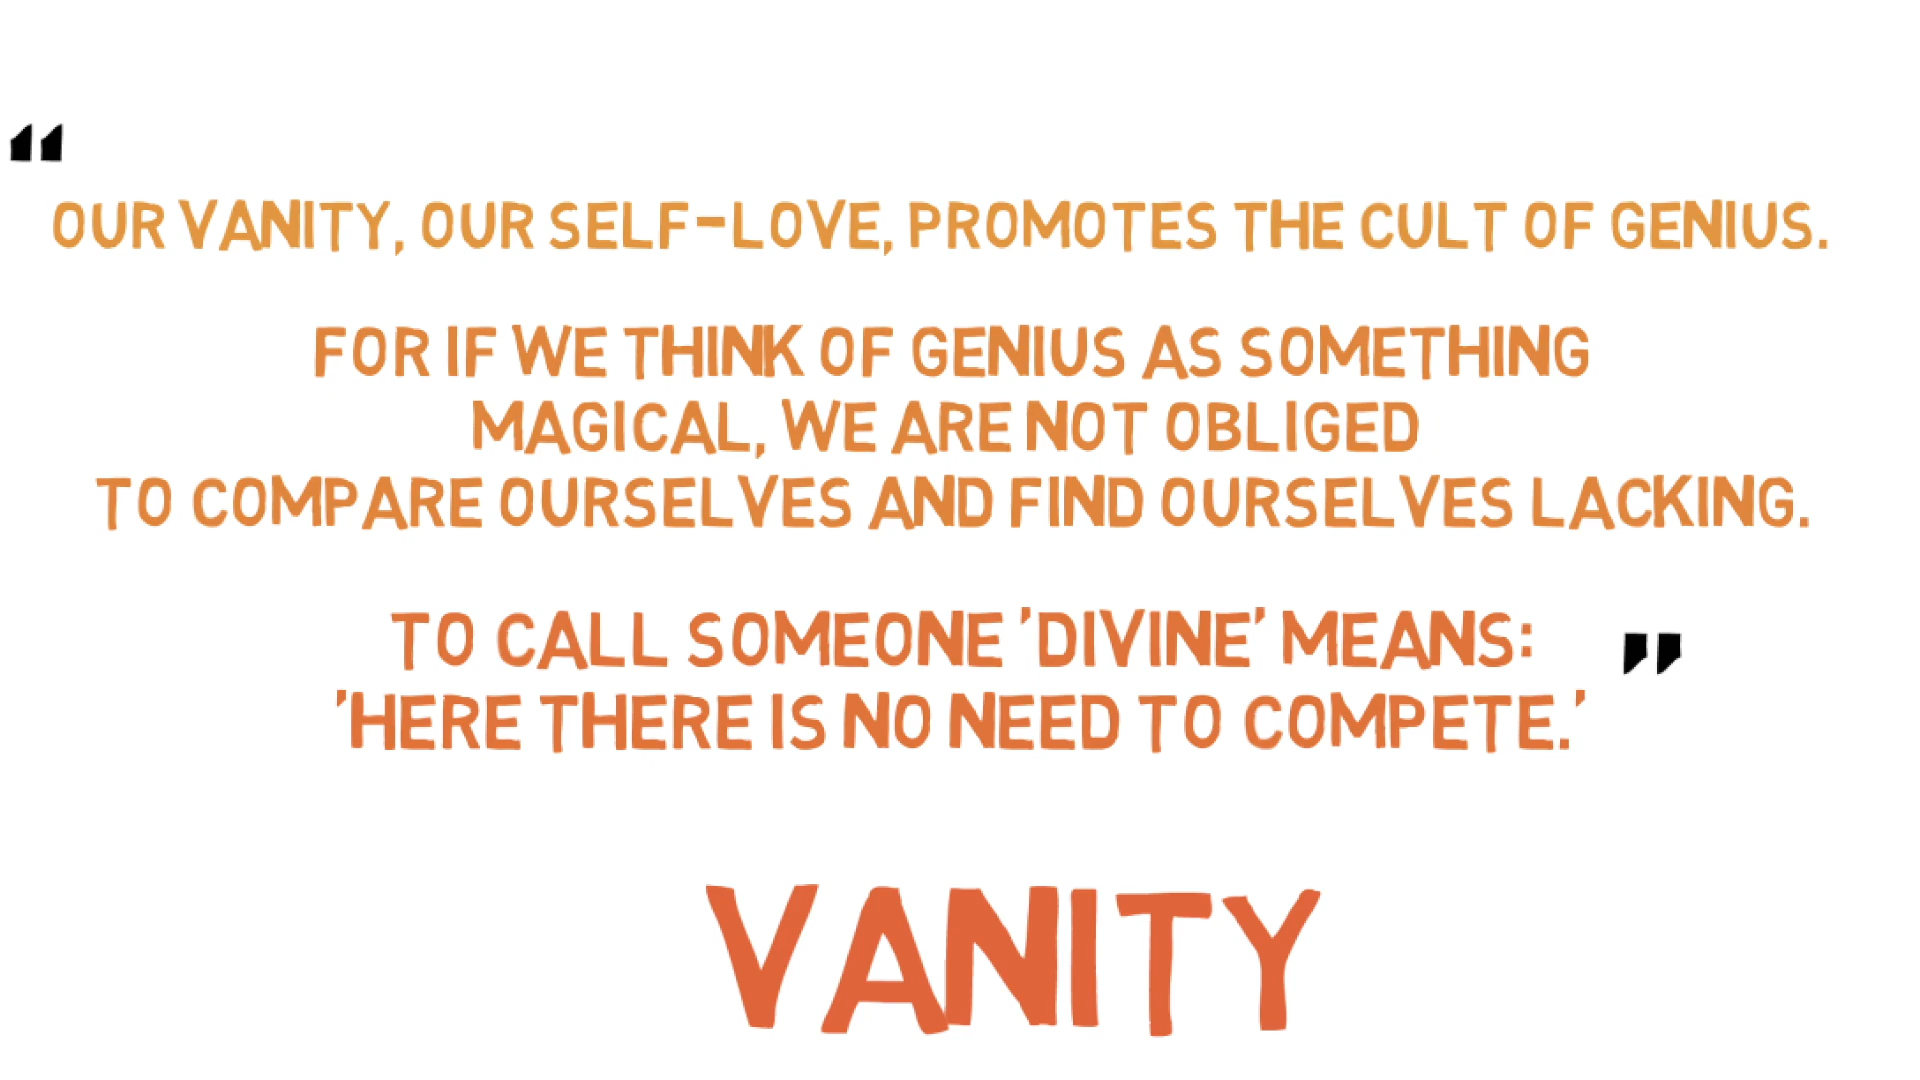 “
OUR VANITY, OUR SELF-LOVE, PROMOTES THE CULT OF GENIUS.
FOR IF WE THINK OF GENIUS AS SOMETHING
MAGICAL, WE ARE NOT OBLIGED
TO COMPARE OURSELVES AND FIND OURSELVES LACKING.
TO CALL SOMEONE 'DIVINE' MEANS:
'HERE THERE IS NO NEED TO COMPETE.' ”
VANITY